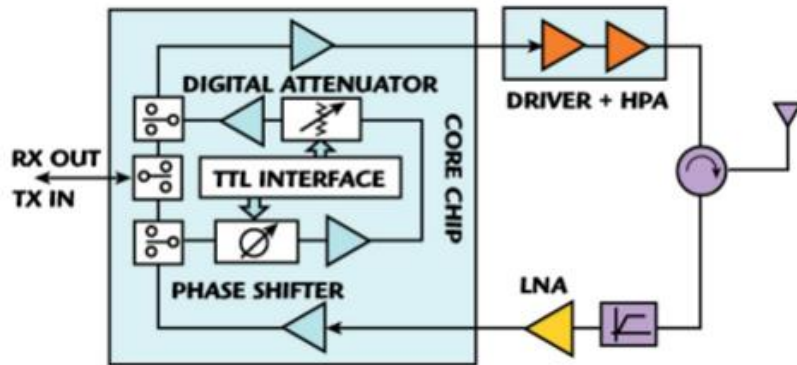 DIGITAL ATTENUATOR
DRIVER + HPA
CORE CHIP
RX OUT
TX IN
TTL INTERFACE
PHASE SHIFTER
LNA